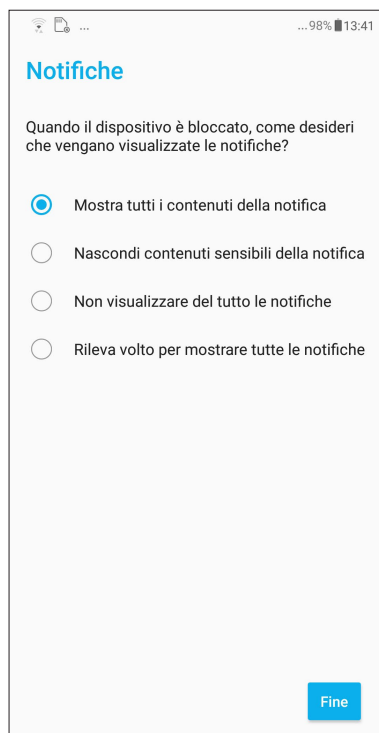 ... ...98% 13:41
Notifiche
Quando il dispositivo è bloccato, come desideri
che vengano visualizzate le notifiche?
Mostra tutti i contenuti della notifica
Nascondi contenuti sensibili della notifica
Non visualizzare del tutto le notifiche
Rileva volto per mostrare tutte le notifiche
Fine